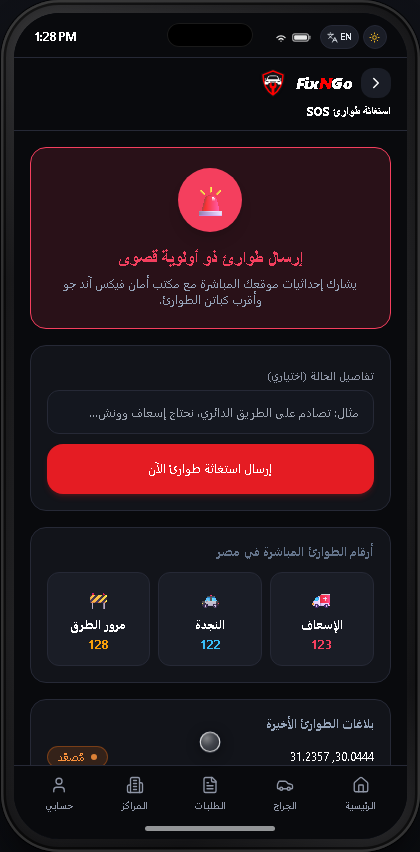 1:28 PM
EN
FixNGo
استغاثة طوارئ SOS
إرسال طوارئ ذو أولوية قصوى
يشارك إحداثيات موقعك المباشرة مع مكتب أمان فيكس آند جو
وأقرب كباتن الطوارئ.
تفاصيل الحالة (اختياري)
مثال: تصادم على الطريق الدائري، نحتاج إسعاف وونش...
إرسال استغاثة طوارئ الآن
أرقام الطوارئ المباشرة في مصر
الإسعاف
123
النجدة
122
مرور الطرق
128
بلاغات الطوارئ الأخيرة
30.0444, 31.2357
مُصعّد
الرئيسية
الجراج
الطلبات
المراكز
حسابي